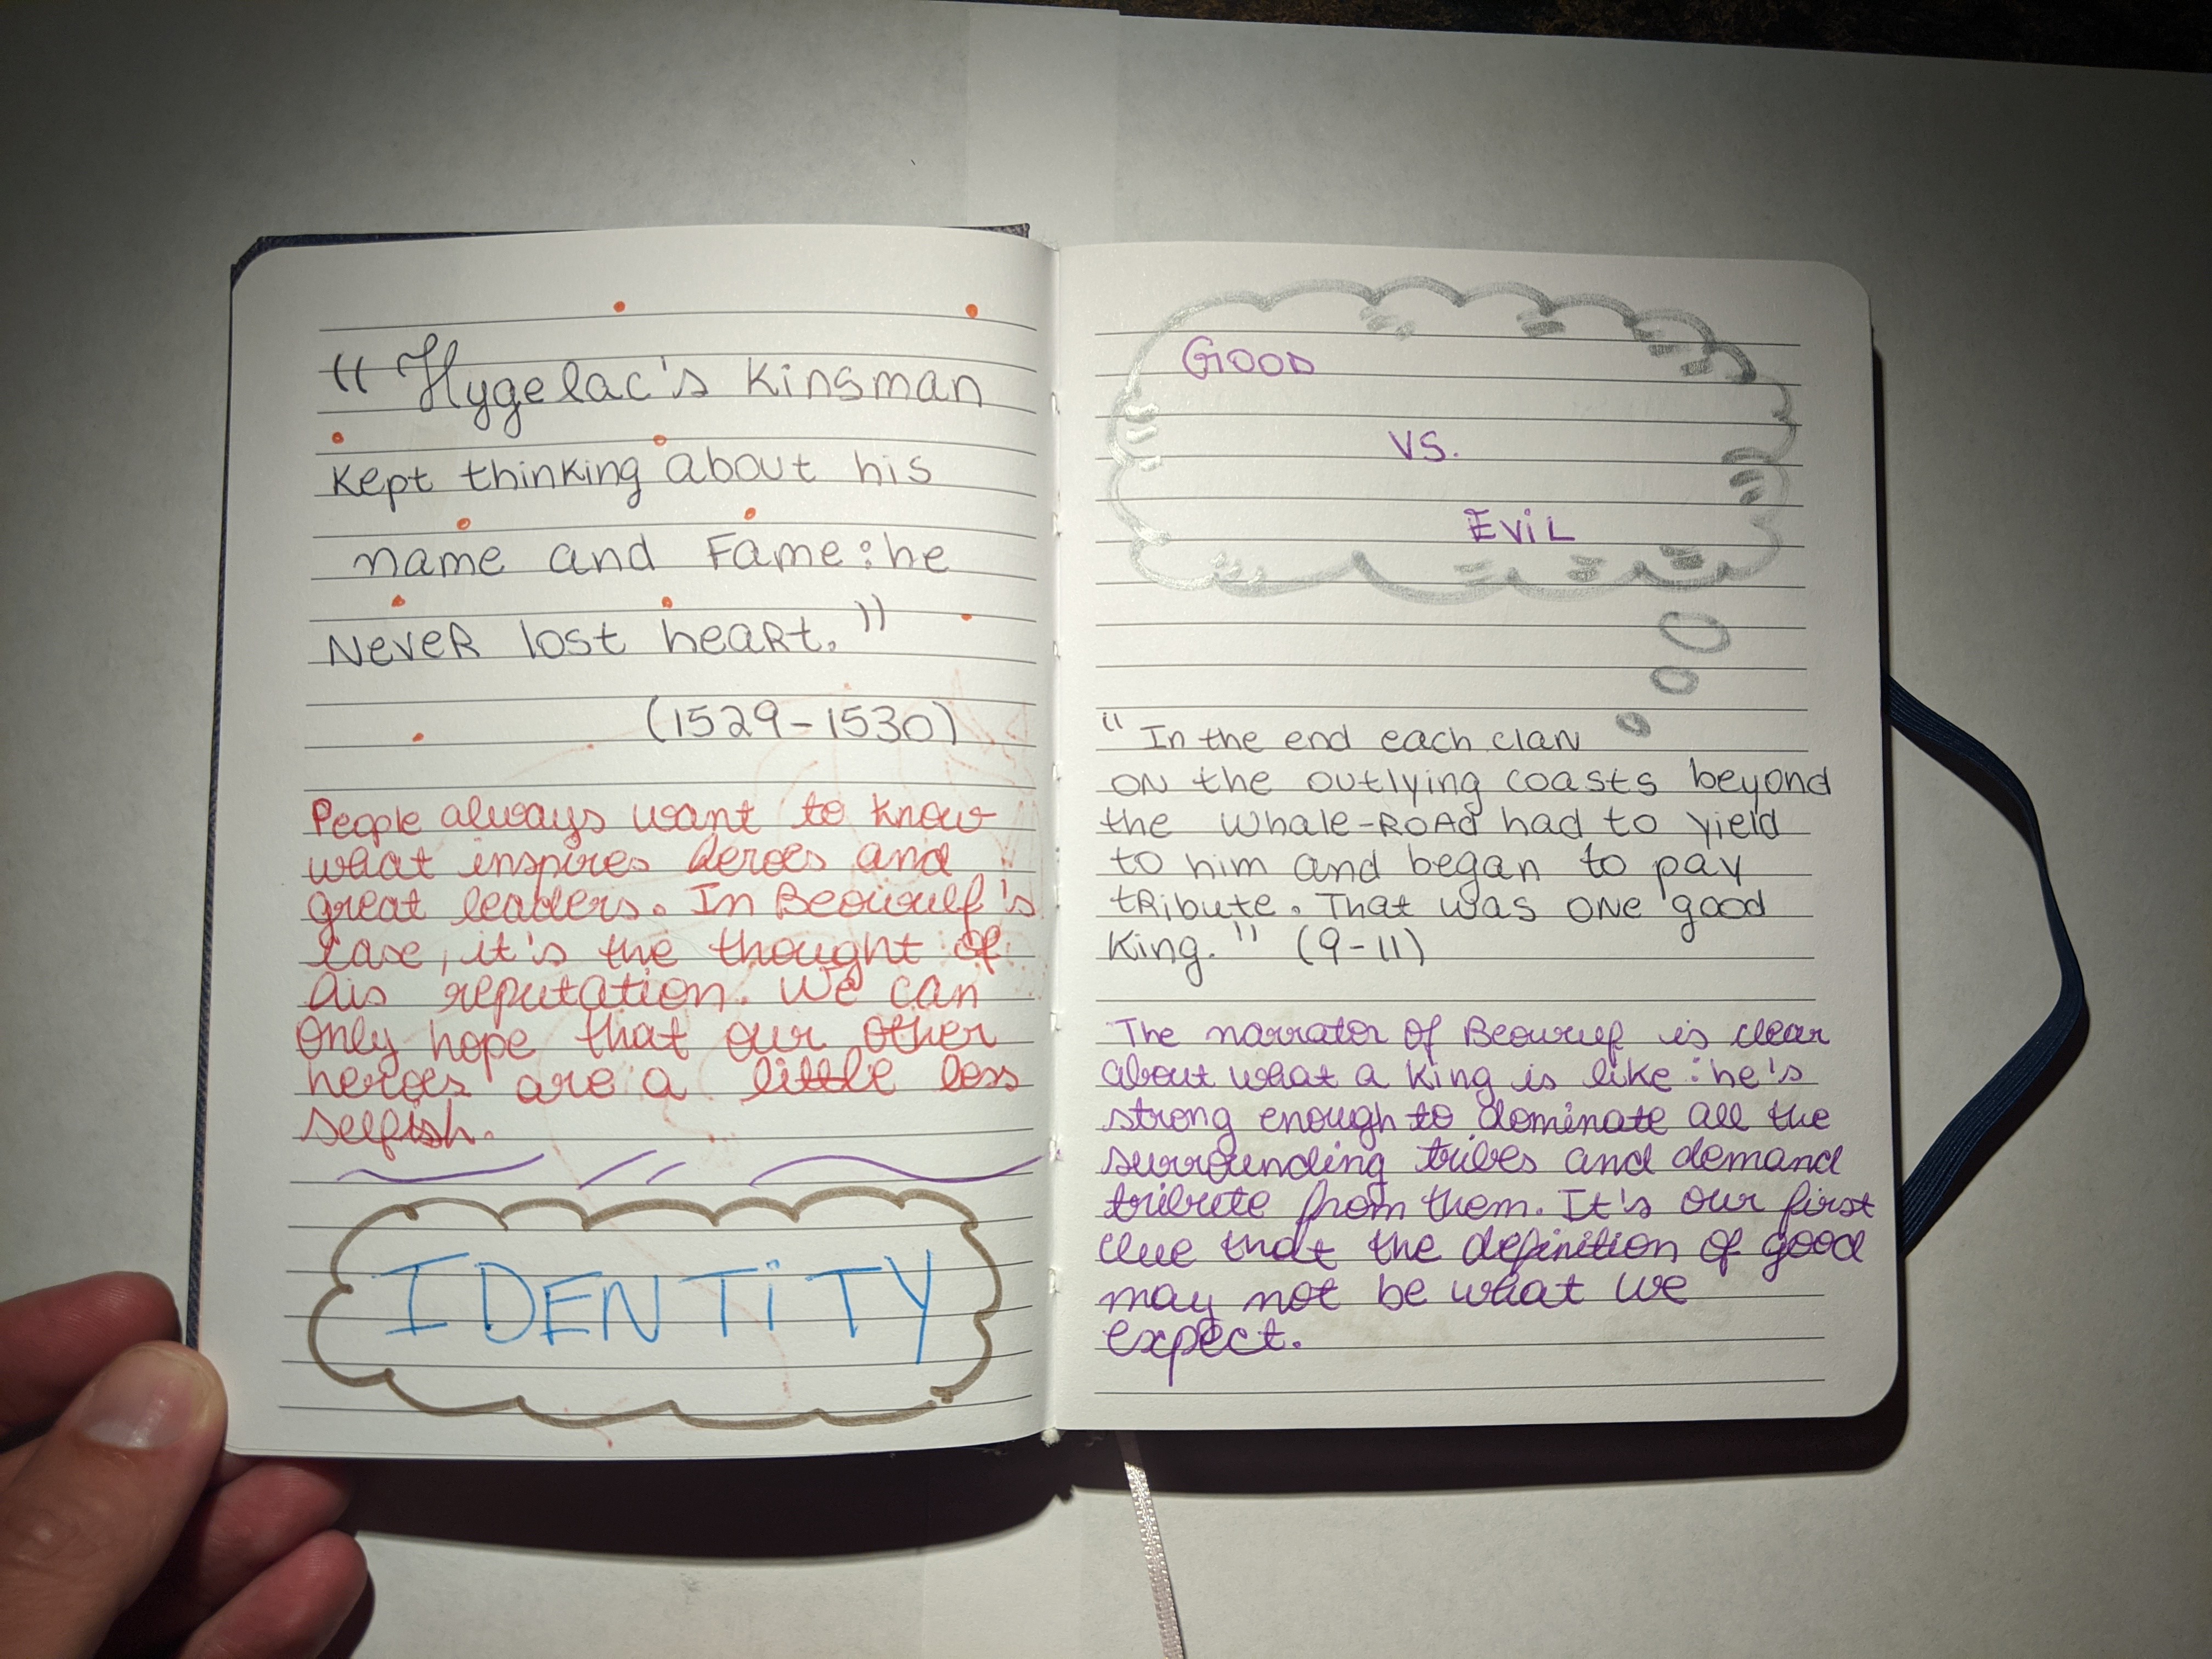 "Hygelac's Kinsman
Kept thinking about his
name and Fame: he
Never lost heart."
(1529-1530)
People always want to know
what inspires heroes and
great leaders. In Beowulf's
case, it's the thought of
his reputation. We can
only hope that our other
heroes are a little less
selfish.
IDENTiTY
GOOD
VS.
EViL
"In the end each clan
on the outlying coasts beyond
the whale-ROAd had to yield
to him and began to pay
tribute. That was one good
King." (9-11)
The narrator of Beowulf is clear
about what a king is like: he's
strong enough to dominate all the
surrounding tribes and demand
tribute from them. It's our first
clue that the definition of good
may not be what we
expect.